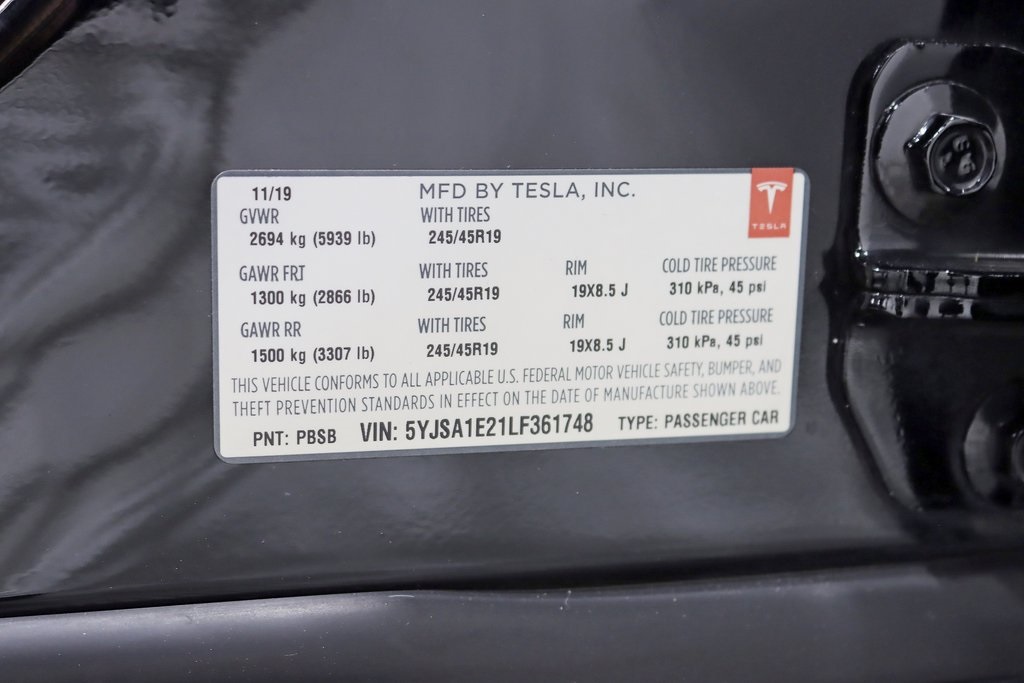 11/19 MFD BY TESLA, INC.
GVWR WITH TIRES
2694 kg (5939 lb) 245/45R19
TESLA
GAWR FRT WITH TIRES RIM COLD TIRE PRESSURE
1300 kg (2866 lb) 245/45R19 19X8.5 J 310 kPa, 45 psi
GAWR RR WITH TIRES RIM COLD TIRE PRESSURE
1500 kg (3307 lb) 245/45R19 19X8.5 J 310 kPa, 45 psi
THIS VEHICLE CONFORMS TO ALL APPLICABLE U.S. FEDERAL MOTOR VEHICLE SAFETY, BUMPER, AND
THEFT PREVENTION STANDARDS IN EFFECT ON THE DATE OF MANUFACTURE SHOWN ABOVE.
PNT: PBSB VIN: 5YJSA1E21LF361748 TYPE: PASSENGER CAR